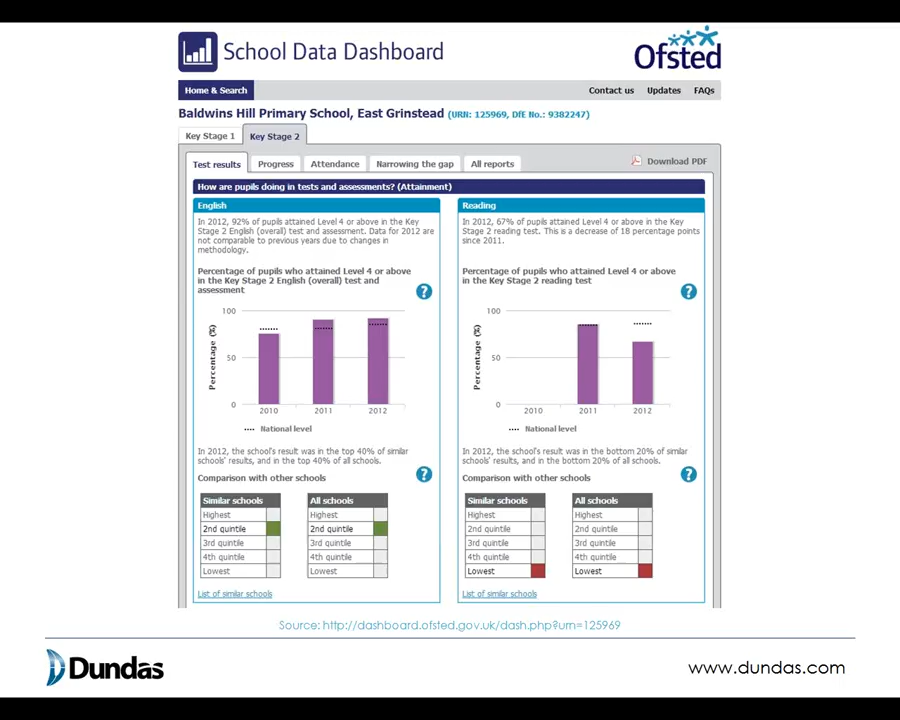 School Data Dashboard
Ofsted
Home & Search
Contact us Updates FAQs
Baldwins Hill Primary School, East Grinstead (URN: 125969, DfE No.: 9382247)
Key Stage 1 Key Stage 2
Test results Progress Attendance Narrowing the gap All reports Download PDF
How are pupils doing in tests and assessments? (Attainment)
English
In 2012, 92% of pupils attained Level 4 or above in the Key
Stage 2 English (overall) test and assessment. Data for 2012 are
not comparable to previous years due to changes in
methodology.
Percentage of pupils who attained Level 4 or above
in the Key Stage 2 English (overall) test and
assessment
?
Percentage (%)
100
50
0
2010 2011 2012
National level
In 2012, the school's result was in the top 40% of similar
schools' results, and in the top 40% of all schools.
Comparison with other schools
?
Similar schools
Highest
2nd quintile
3rd quintile
4th quintile
Lowest
All schools
Highest
2nd quintile
3rd quintile
4th quintile
Lowest
List of similar schools
Reading
In 2012, 67% of pupils attained Level 4 or above in the Key
Stage 2 reading test. This is a decrease of 18 percentage points
since 2011.
Percentage of pupils who attained Level 4 or above
in the Key Stage 2 reading test
?
Percentage (%)
100
50
0
2010 2011 2012
National level
In 2012, the school's result was in the bottom 20% of similar
schools' results, and in the bottom 20% of all schools.
Comparison with other schools
?
Similar schools
Highest
2nd quintile
3rd quintile
4th quintile
Lowest
All schools
Highest
2nd quintile
3rd quintile
4th quintile
Lowest
List of similar schools
Source: http://dashboard.ofsted.gov.uk/dash.php?urn=125969
Dundas
www.dundas.com